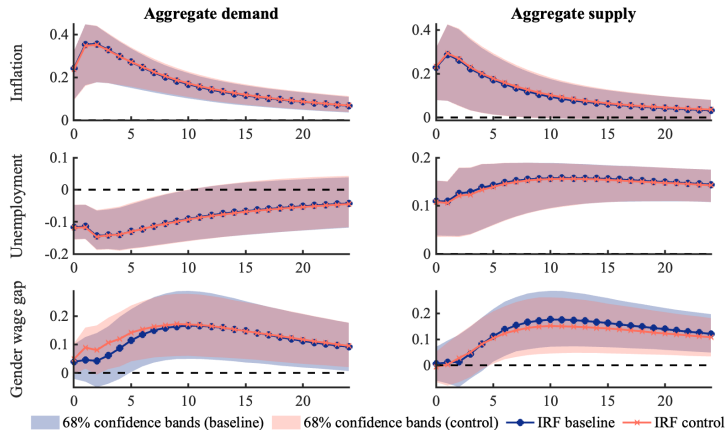 Aggregate demand
Aggregate supply
Inflation
0.4
0.2
0
0 5 10 15 20
0.4
0.2
0
0 5 10 15 20
Unemployment
0.1
0
-0.1
-0.2
0 5 10 15 20
0.2
0.1
0
0 5 10 15 20
Gender wage gap
0.2
0.1
0
0 5 10 15 20
0.2
0.1
0
0 5 10 15 20
68% confidence bands (baseline) 68% confidence bands (control) IRF baseline IRF control